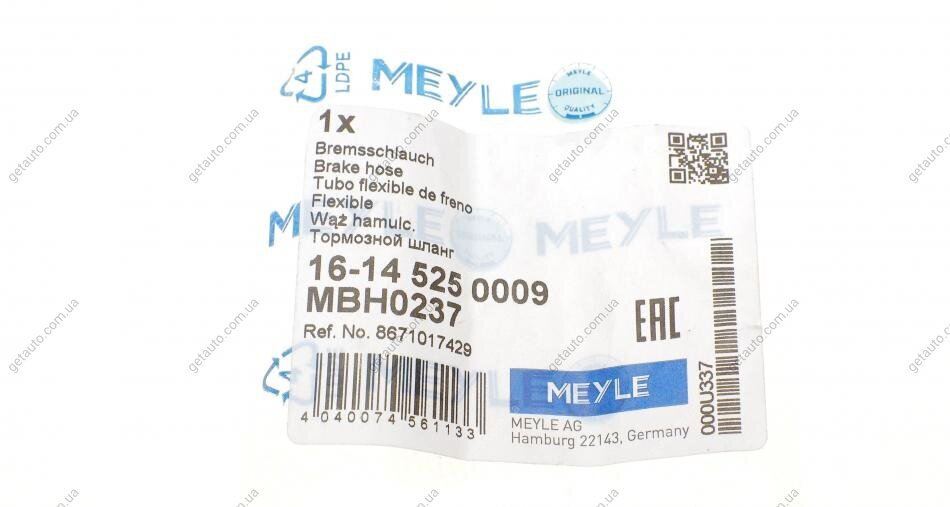 4
LDPE
MEYLE
MEYLE
ORIGINAL
QUALITY
1x
Bremsschlauch
Brake hose
Tubo flexible de freno
Flexible
Wąż hamulc.
Тормозной шланг
MEYLE
16-14 525 0009
MBH0237
Ref. No. 8671017429
EAC
000U337
MEYLE
4 040074 561133
MEYLE
MEYLE AG
Hamburg 22143, Germany
getauto.com.ua